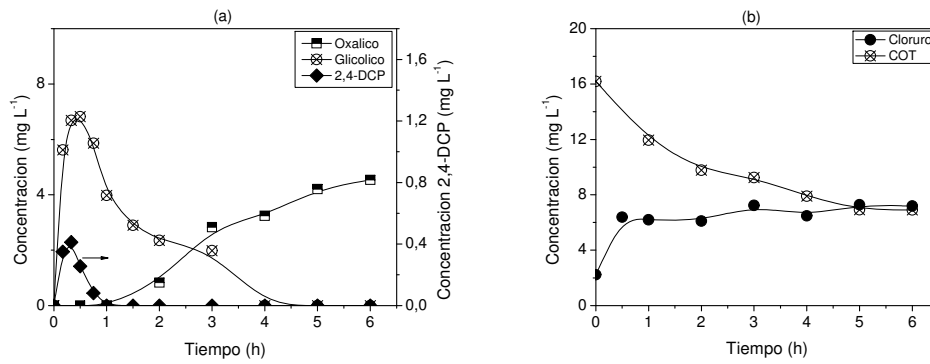 (a)
Oxalico
Glicolico
2,4-DCP
Concentracion (mg L⁻¹)
8
4
0
1,6
1,2
0,8
0,4
0,0
Concentracion 2,4-DCP (mg L⁻¹)
0 1 2 3 4 5 6
Tiempo (h)
(b)
Cloruro
COT
Concentracion (mg L⁻¹)
20
16
12
8
4
0
0 1 2 3 4 5 6
Tiempo (h)